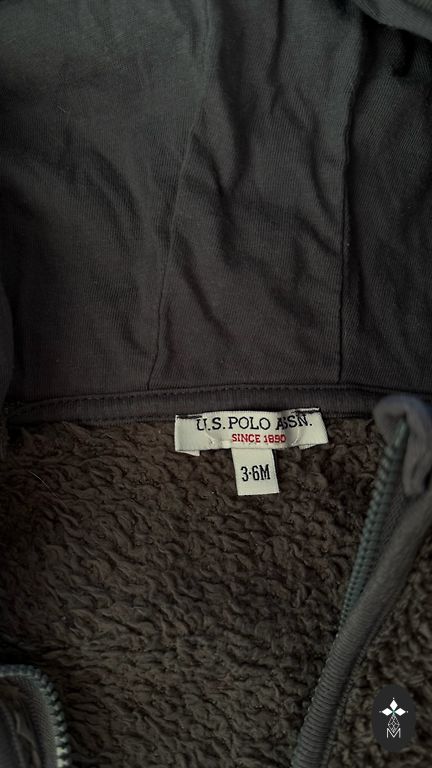 U.S. POLO ASSN.
SINCE 1890
3-6M
M